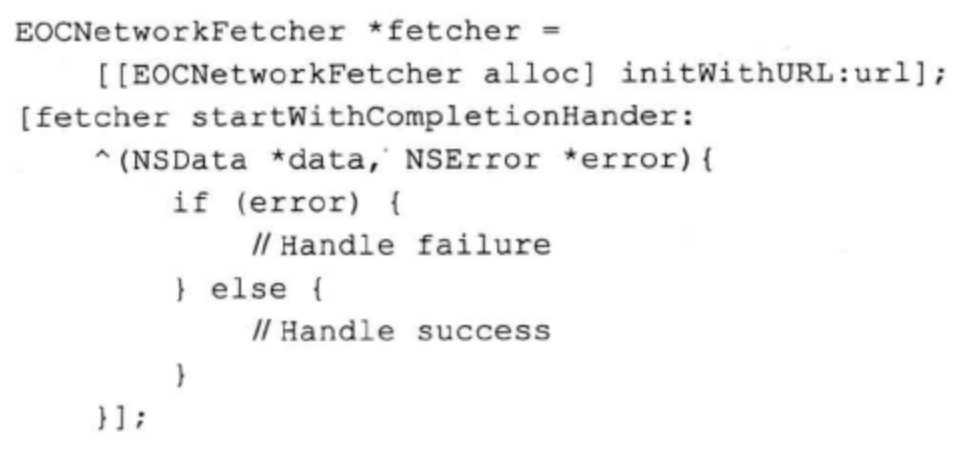 EOCNetworkFetcher *fetcher =
    [[EOCNetworkFetcher alloc] initWithURL:url];
[fetcher startWithCompletionHander:
    ^(NSData *data, NSError *error){
        if (error) {
            // Handle failure
        } else {
            // Handle success
        }
    }];